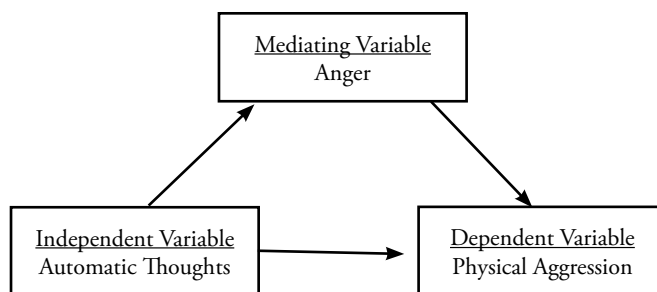 Mediating Variable
Anger
Independent Variable
Automatic Thoughts
Dependent Variable
Physical Aggression